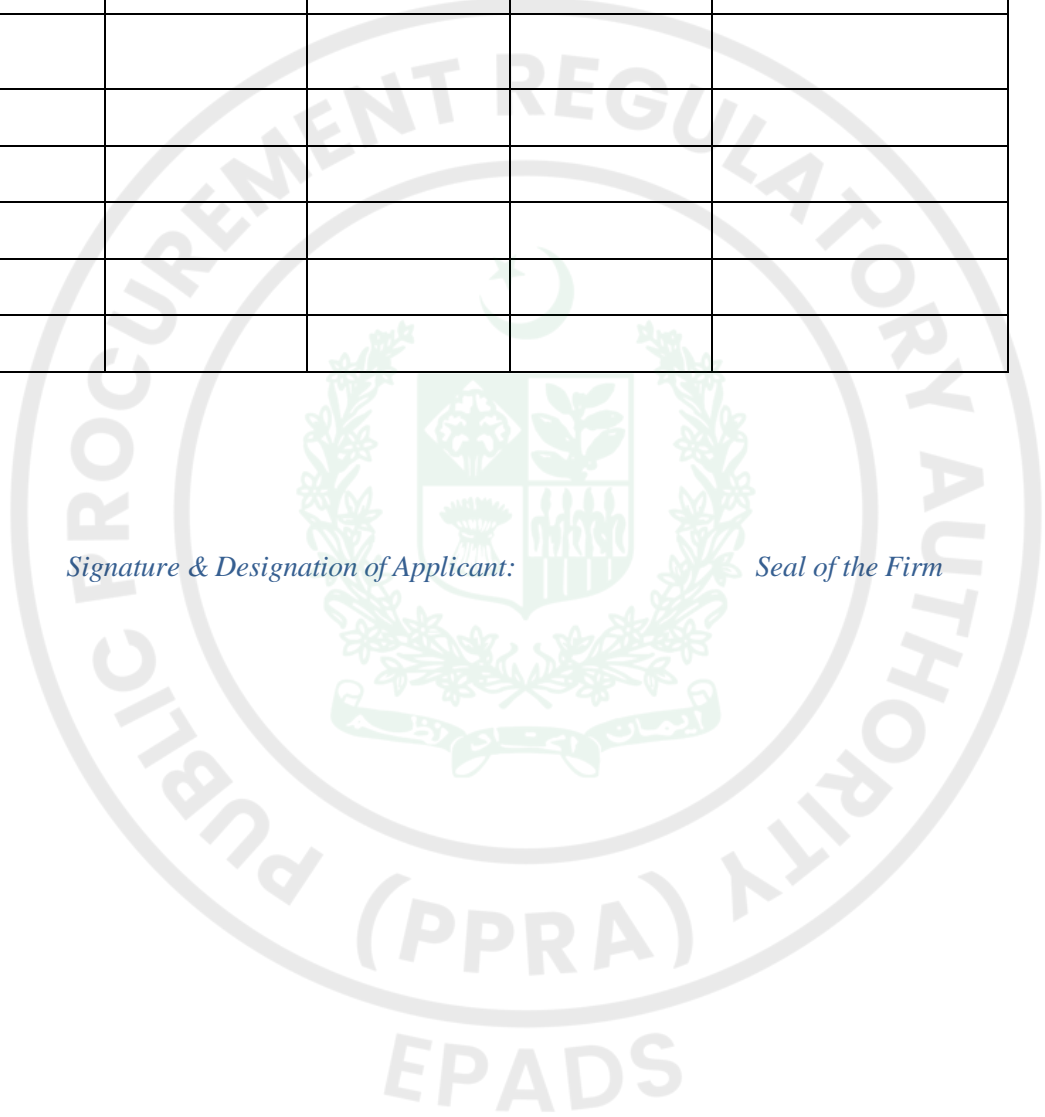 Signature & Designation of Applicant: Seal of the Firm
PUBLIC PROCUREMENT REGULATORY AUTHORITY
(PPRA)
EPADS